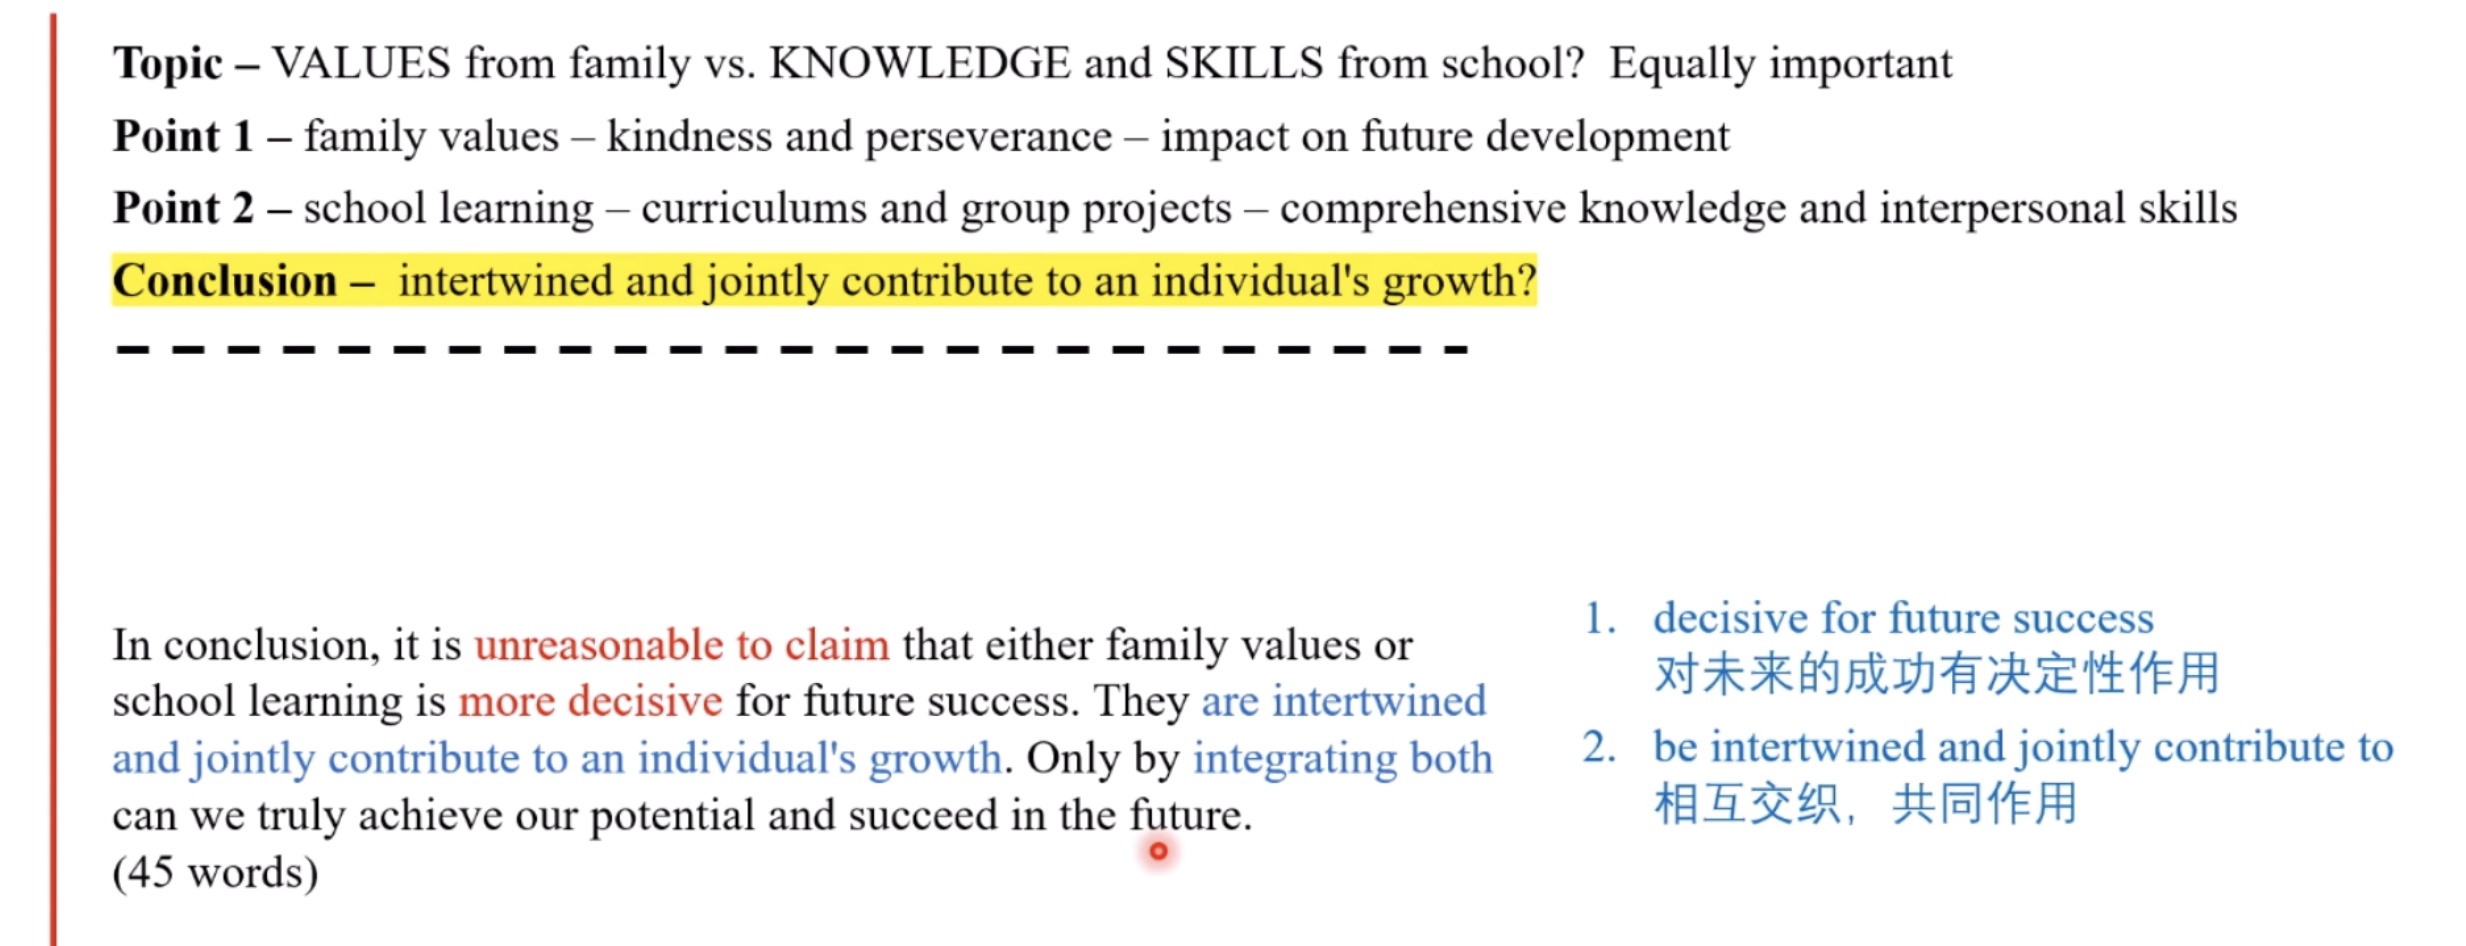 Topic – VALUES from family vs. KNOWLEDGE and SKILLS from school? Equally important
Point 1 – family values – kindness and perseverance – impact on future development
Point 2 – school learning – curriculums and group projects – comprehensive knowledge and interpersonal skills
Conclusion – intertwined and jointly contribute to an individual's growth?
In conclusion, it is unreasonable to claim that either family values or
school learning is more decisive for future success. They are intertwined
and jointly contribute to an individual's growth. Only by integrating both
can we truly achieve our potential and succeed in the future.
(45 words)
1. decisive for future success
对未来的成功有决定性作用
2. be intertwined and jointly contribute to
相互交织，共同作用